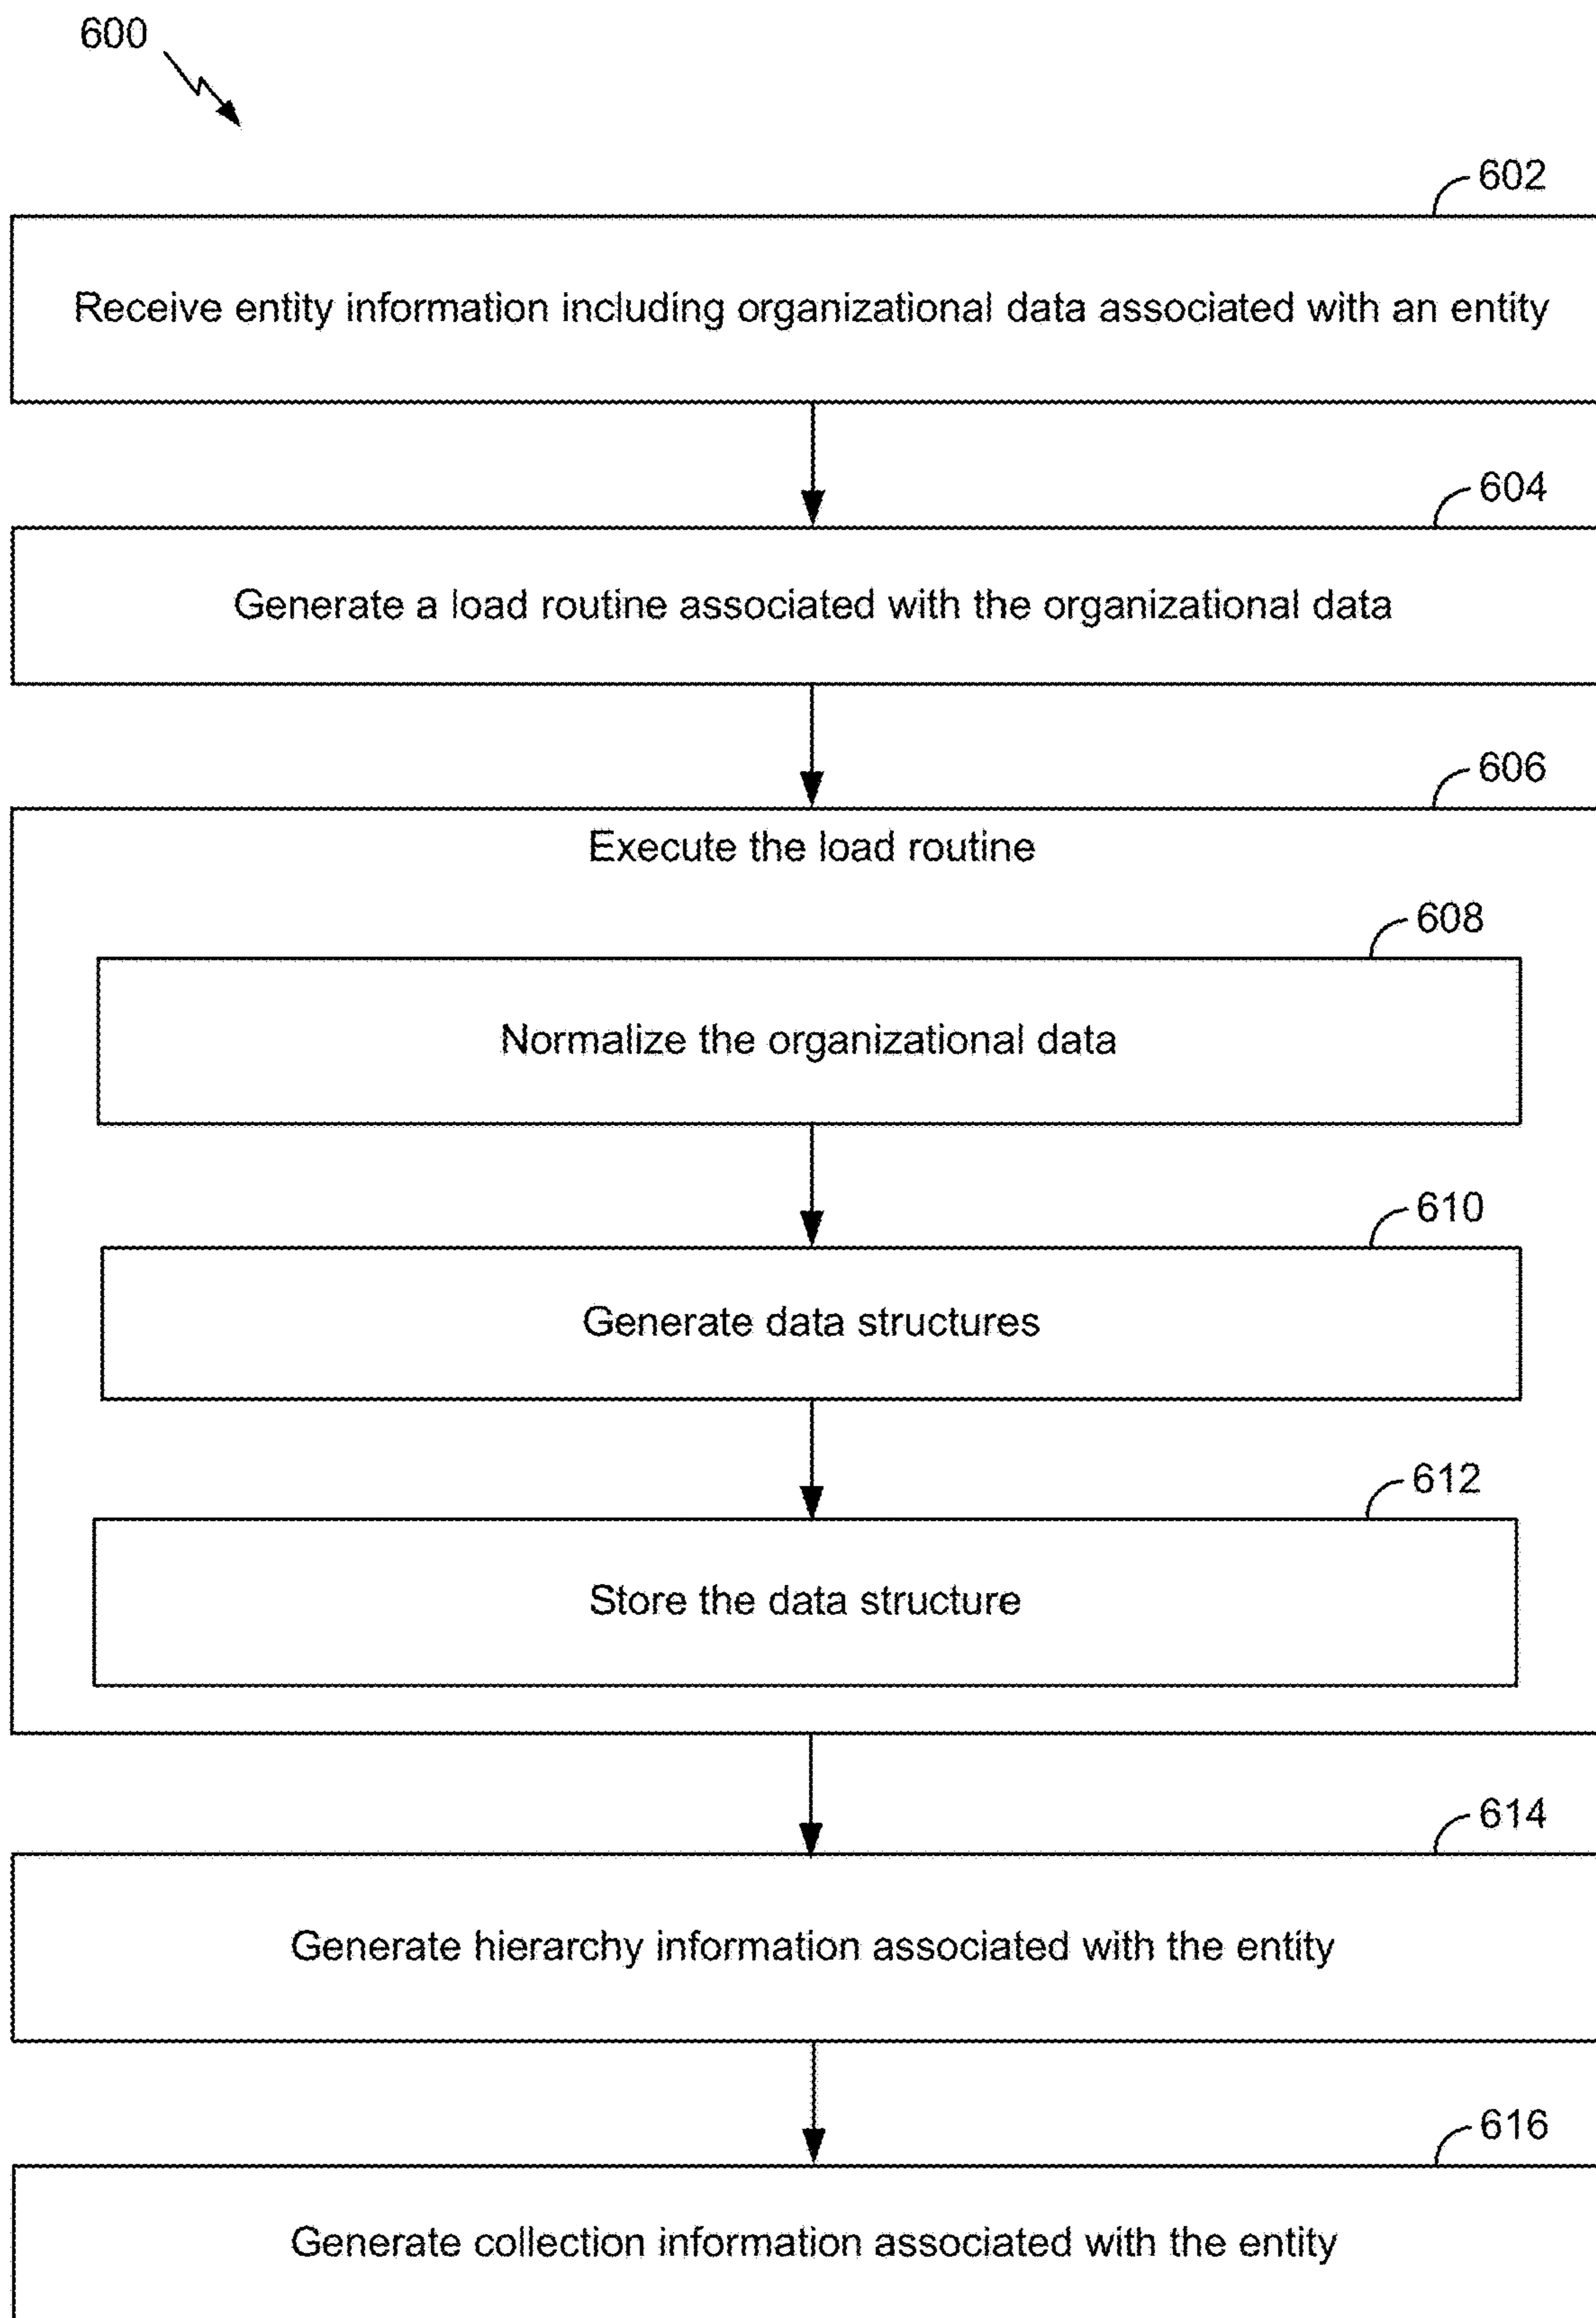 600
602
Receive entity information including organizational data associated with an entity
604
Generate a load routine associated with the organizational data
606
Execute the load routine
608
Normalize the organizational data
610
Generate data structures
612
Store the data structure
614
Generate hierarchy information associated with the entity
616
Generate collection information associated with the entity